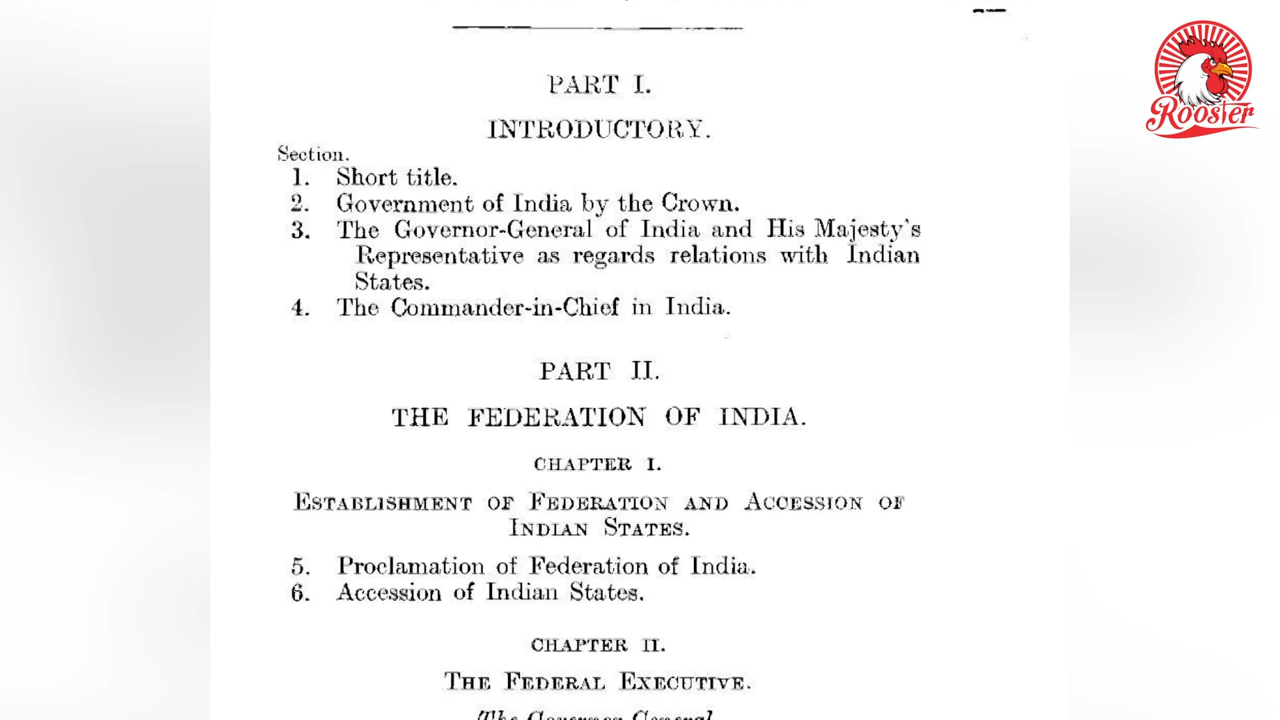 Rooster
PART I.
INTRODUCTORY.
Section.
1. Short title.
2. Government of India by the Crown.
3. The Governor-General of India and His Majesty's
Representative as regards relations with Indian
States.
4. The Commander-in-Chief in India.
PART II.
THE FEDERATION OF INDIA.
CHAPTER I.
ESTABLISHMENT OF FEDERATION AND ACCESSION OF
INDIAN STATES.
5. Proclamation of Federation of India.
6. Accession of Indian States.
CHAPTER II.
THE FEDERAL EXECUTIVE.
The Governor General